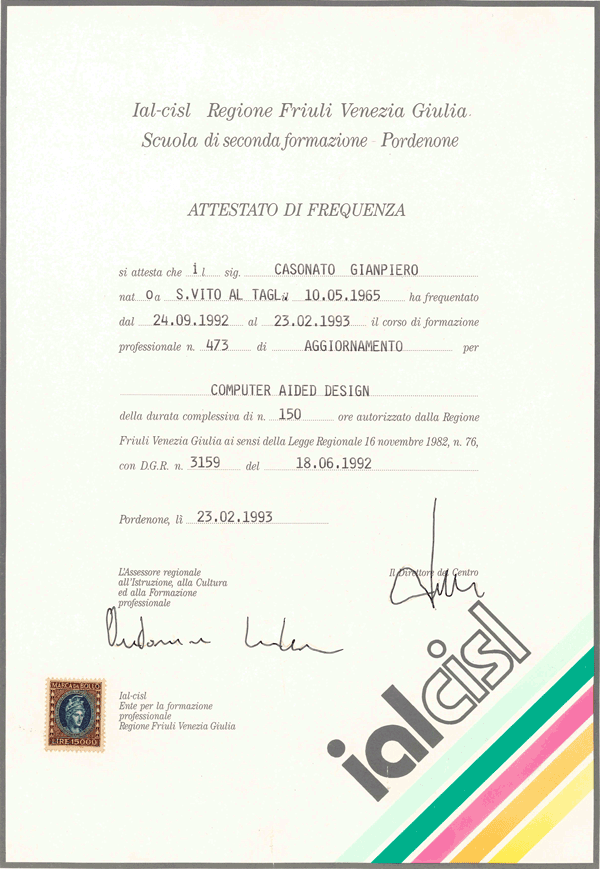 Ial-cisl Regione Friuli Venezia Giulia
Scuola di seconda formazione - Pordenone
ATTESTATO DI FREQUENZA
si attesta che il sig. CASONATO GIANPIERO
nato a S.VITO AL TAGL. il 10.05.1965 ha frequentato
dal 24.09.1992 al 23.02.1993 il corso di formazione
professionale n. 473 di AGGIORNAMENTO per
COMPUTER AIDED DESIGN
della durata complessiva di n. 150 ore autorizzato dalla Regione
Friuli Venezia Giulia ai sensi della Legge Regionale 16 novembre 1982, n. 76,
con D.G.R. n. 3159 del 18.06.1992
Pordenone, lì 23.02.1993
L'Assessore regionale
all'Istruzione, alla Cultura
ed alla Formazione
professionale
Il Direttore del Centro
Ial-cisl
Ente per la formazione
professionale
Regione Friuli Venezia Giulia
MARCA DA BOLLO
LIRE 15000
ialcisl